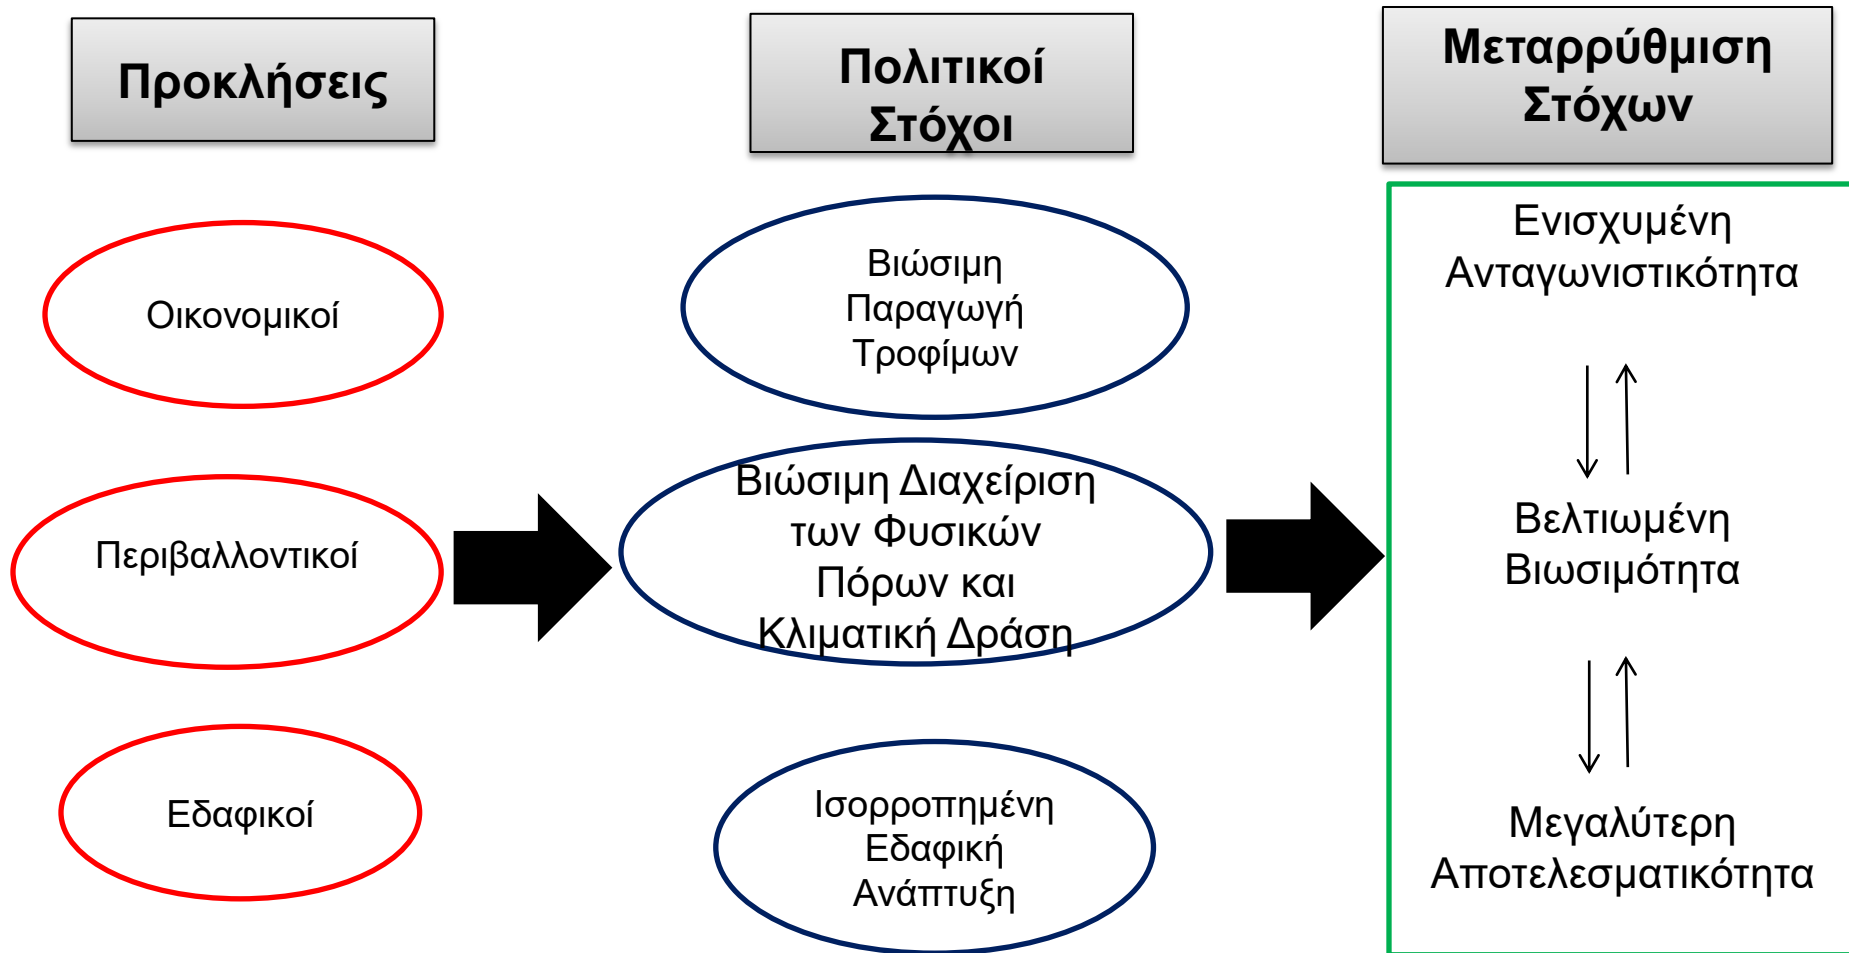 Προκλήσεις
Πολιτικοί
Στόχοι
Μεταρρύθμιση
Στόχων
Οικονομικοί
Περιβαλλοντικοί
Εδαφικοί
Βιώσιμη
Παραγωγή
Τροφίμων
Βιώσιμη Διαχείριση
των Φυσικών
Πόρων και
Κλιματική Δράση
Ισορροπημένη
Εδαφική
Ανάπτυξη
Ενισχυμένη
Ανταγωνιστικότητα
Βελτιωμένη
Βιωσιμότητα
Μεγαλύτερη
Αποτελεσματικότητα